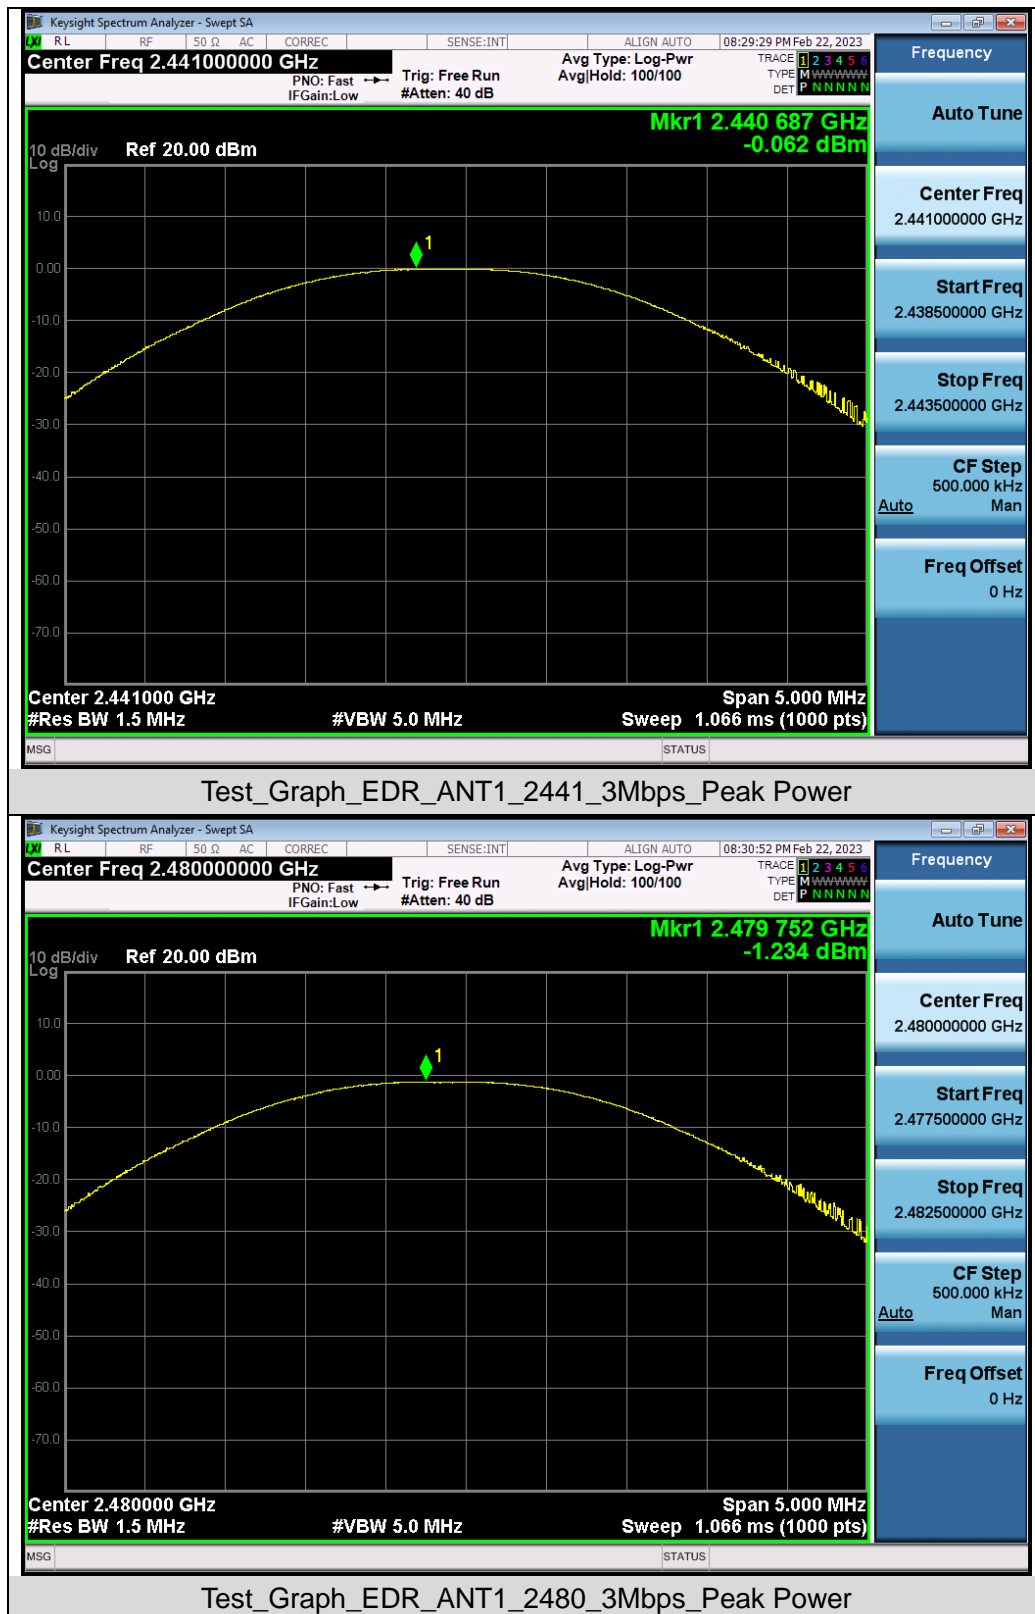 Keysight Spectrum Analyzer - Swept SA
LXI RL RF 50 Ω AC CORREC SENSE:INT ALIGN AUTO 08:29:29 PM Feb 22, 2023
Center Freq 2.441000000 GHz
PNO: Fast
IFGain:Low
Trig: Free Run
#Atten: 40 dB
Avg Type: Log-Pwr
Avg|Hold: 100/100
TRACE 1 2 3 4 5 6
TYPE M WWWWW
DET P N N N N N
Mkr1 2.440 687 GHz
-0.062 dBm
10 dB/div Ref 20.00 dBm
Log
10.0
1
0.00
-10.0
-20.0
-30.0
-40.0
-50.0
-60.0
-70.0
Center 2.441000 GHz Span 5.000 MHz
#Res BW 1.5 MHz #VBW 5.0 MHz Sweep 1.066 ms (1000 pts)
MSG STATUS
Frequency
Auto Tune
Center Freq
2.441000000 GHz
Start Freq
2.438500000 GHz
Stop Freq
2.443500000 GHz
CF Step
500.000 kHz
Auto Man
Freq Offset
0 Hz
Test_Graph_EDR_ANT1_2441_3Mbps_Peak Power
Keysight Spectrum Analyzer - Swept SA
LXI RL RF 50 Ω AC CORREC SENSE:INT ALIGN AUTO 08:30:52 PM Feb 22, 2023
Center Freq 2.480000000 GHz
PNO: Fast
IFGain:Low
Trig: Free Run
#Atten: 40 dB
Avg Type: Log-Pwr
Avg|Hold: 100/100
TRACE 1 2 3 4 5 6
TYPE M WWWWW
DET P N N N N N
Mkr1 2.479 752 GHz
-1.234 dBm
10 dB/div Ref 20.00 dBm
Log
10.0
1
0.00
-10.0
-20.0
-30.0
-40.0
-50.0
-60.0
-70.0
Center 2.480000 GHz Span 5.000 MHz
#Res BW 1.5 MHz #VBW 5.0 MHz Sweep 1.066 ms (1000 pts)
MSG STATUS
Frequency
Auto Tune
Center Freq
2.480000000 GHz
Start Freq
2.477500000 GHz
Stop Freq
2.482500000 GHz
CF Step
500.000 kHz
Auto Man
Freq Offset
0 Hz
Test_Graph_EDR_ANT1_2480_3Mbps_Peak Power